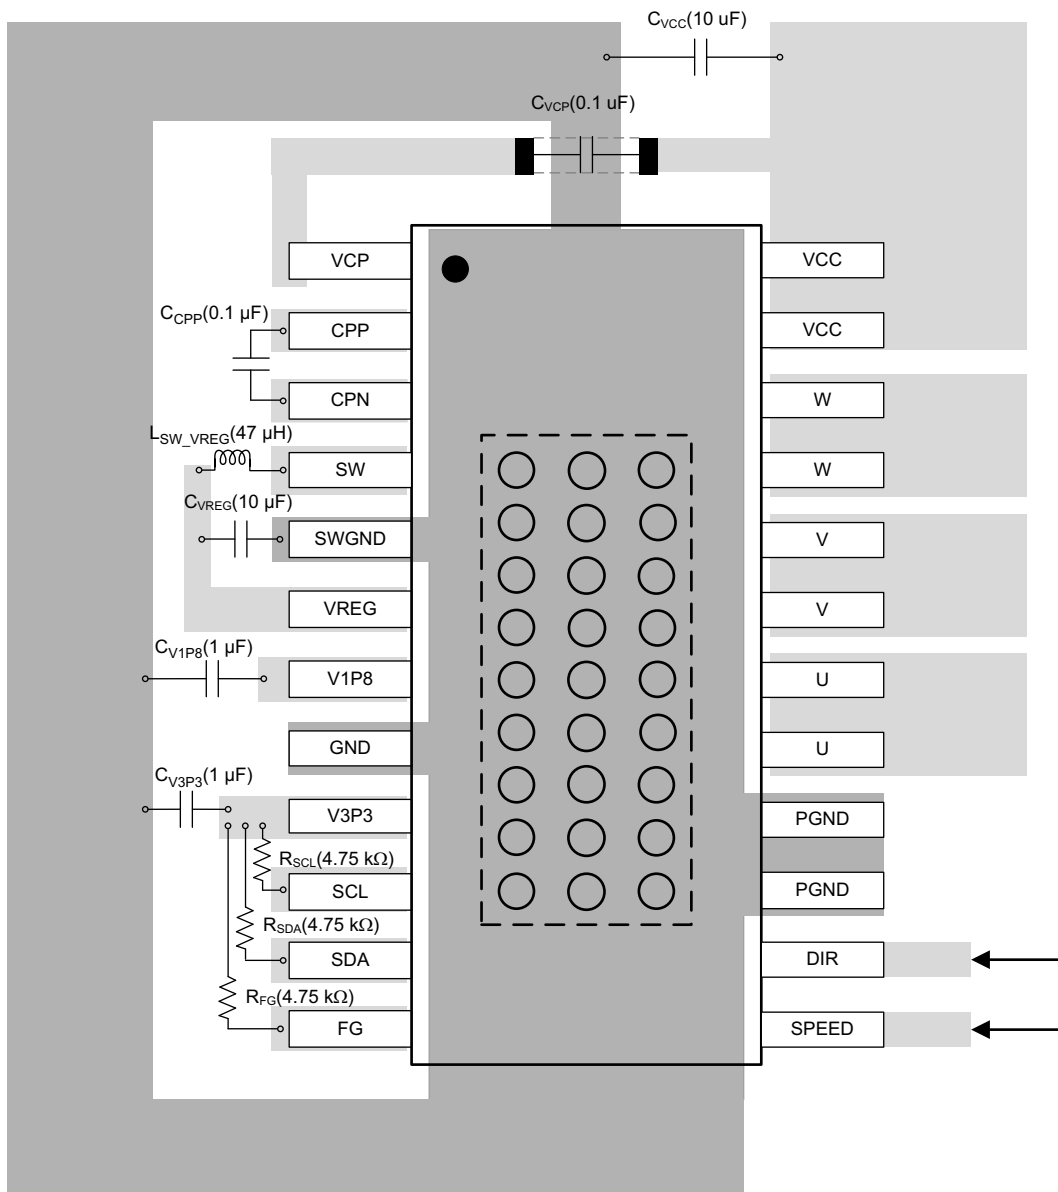 CVCC(10 uF)
CVCP(0.1 uF)
VCP
VCC
CCPP(0.1 µF)
CPP
VCC
CPN
W
LSW_VREG(47 µH)
SW
W
CVREG(10 µF)
SWGND
V
VREG
V
CV1P8(1 µF)
V1P8
U
GND
U
CV3P3(1 µF)
V3P3
PGND
RSCL(4.75 kΩ)
SCL
PGND
RSDA(4.75 kΩ)
SDA
DIR
RFG(4.75 kΩ)
FG
SPEED